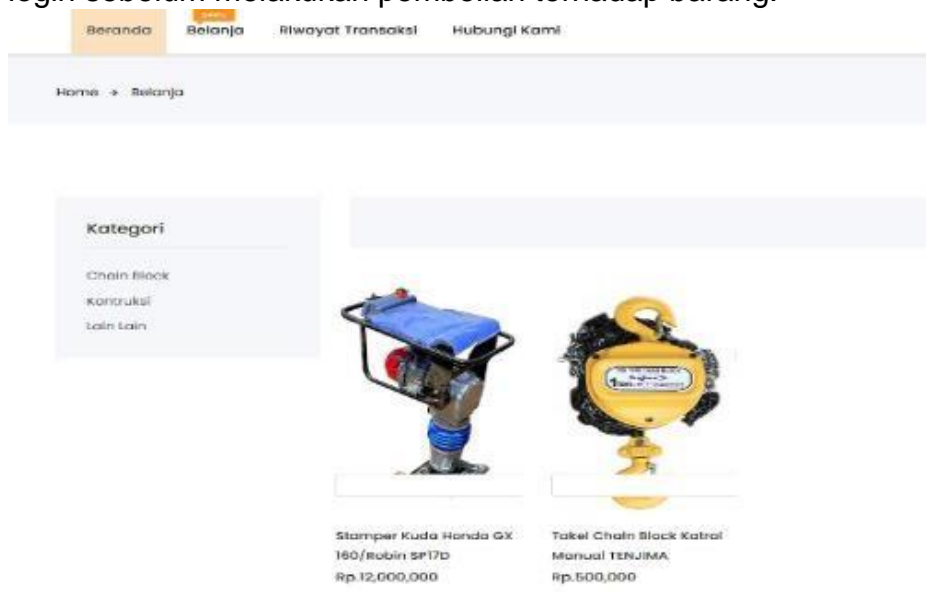 login sebelum melakukan pembelian terhadap barang.
Beranda Belanja Riwayat Transaksi Hubungi Kami
Home → Belanja
Kategori
Chain Block
Kontruksi
Lain Lain
Stamper Kuda Honda GX
160/Robin SP17D
Rp.12,000,000
Takel Chain Block Katrol
Manual TENJIMA
Rp.500,000